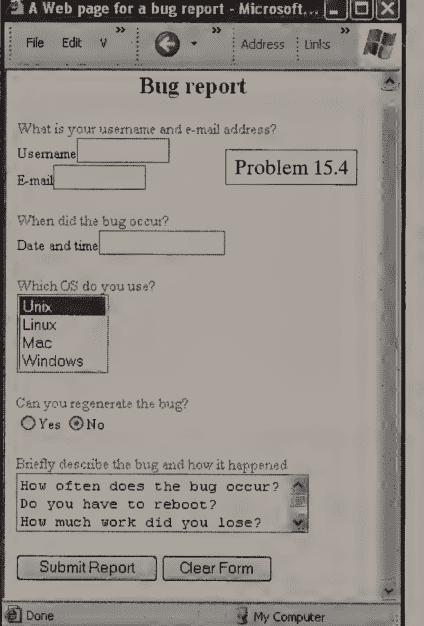 A Web page for a bug report - Microsoft...
File Edit V » » Address Links »
Bug report
What is your username and e-mail address?
Username
E-mail
Problem 15.4
When did the bug occur?
Date and time
Which OS do you use?
Unix
Linux
Mac
Windows
Can you regenerate the bug?
Yes No
Briefly describe the bug and how it happened
How often does the bug occur?
Do you have to reboot?
How much work did you lose?
Submit Report Clear Form
Done My Computer